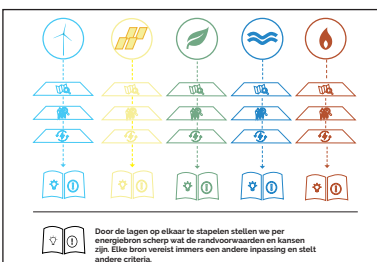 Door de lagen op elkaar te stapelen stellen we per
energiebron scherp wat de randvoorwaarden en kansen
zijn. Elke bron vereist immers een andere inpassing en stelt
andere criteria.